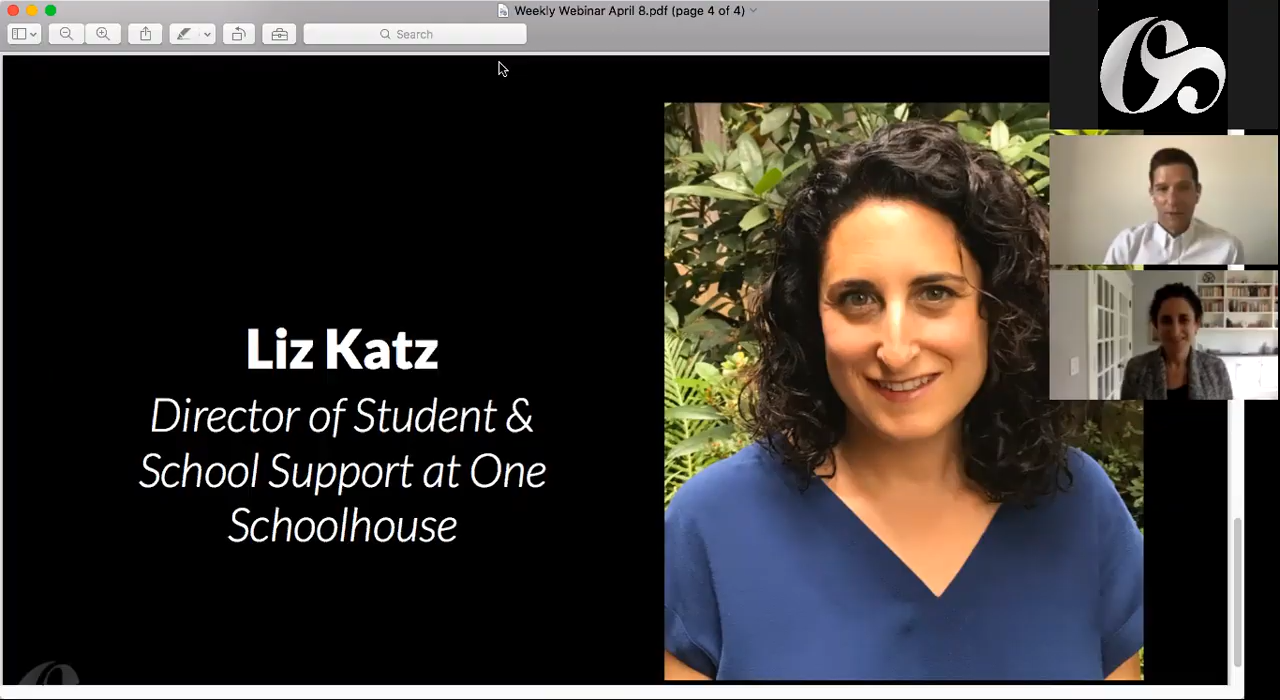 Weekly Webinar April 8.pdf (page 4 of 4)
Search
Liz Katz
Director of Student &
School Support at One
Schoolhouse